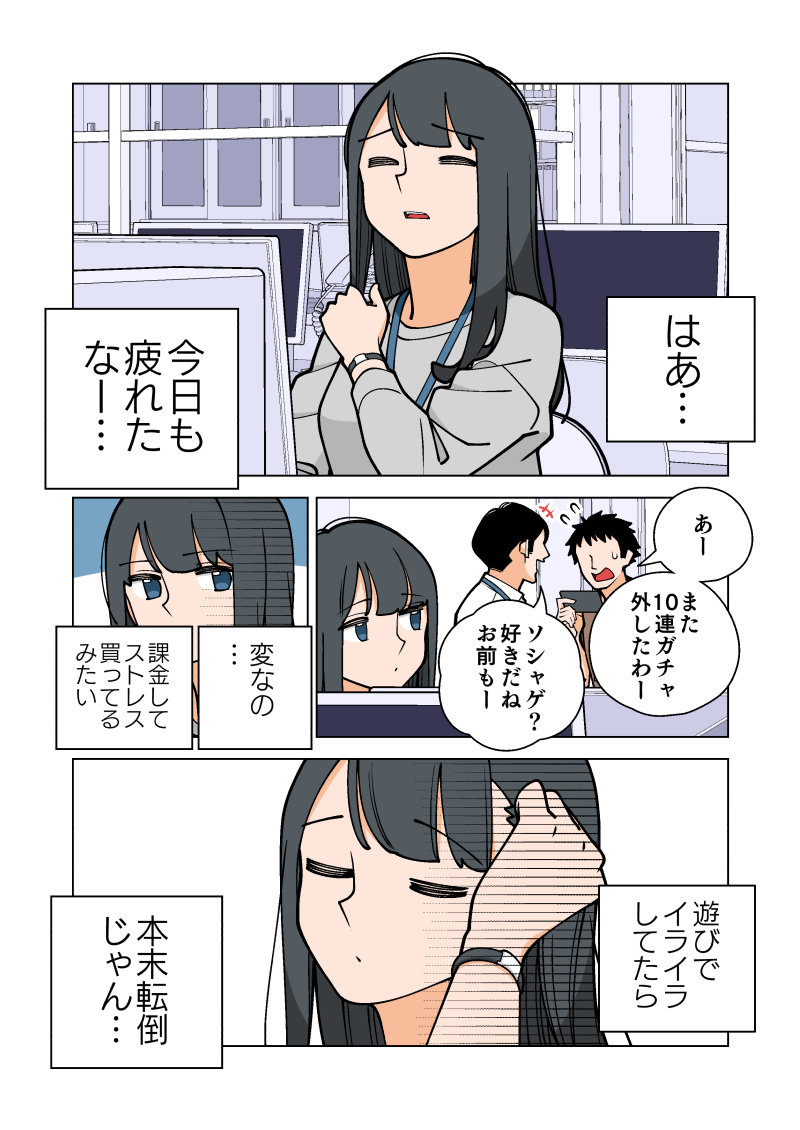 はぁ…
今日も
疲れた
なー…
あー
また
10連ガチャ
外したわー
ソシャゲ？
好きだね
お前もー
変なの
…
課金して
ストレス
買ってる
みたい
遊びで
イライラ
してたら
本末転倒
じゃん…